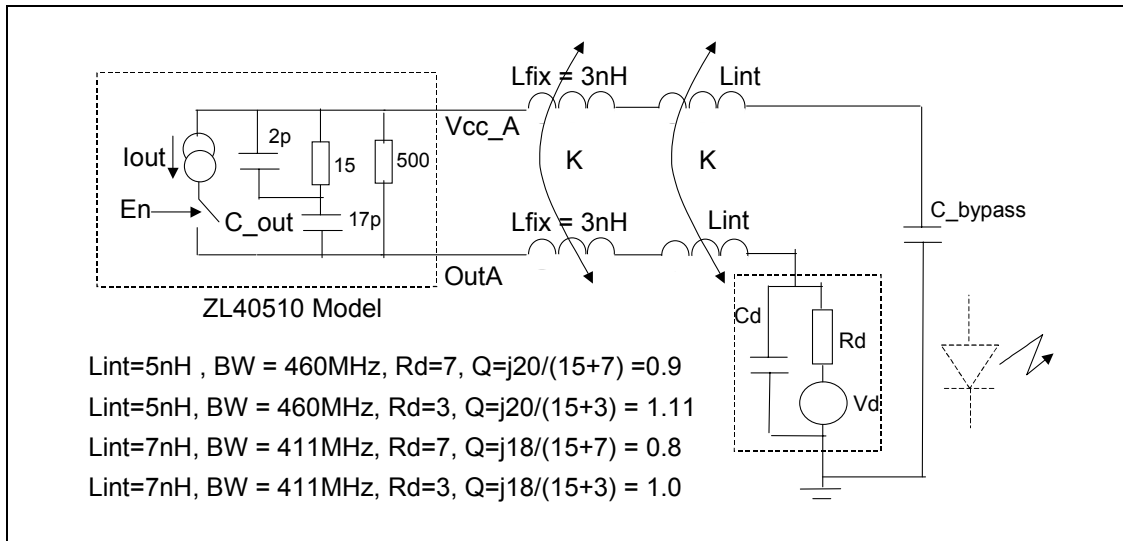 Lfix = 3nH
Lint
Vcc_A
2p
15
500
Iout
K
K
En
C_out
17p
Lfix = 3nH
Lint
C_bypass
OutA
ZL40510 Model
Cd
Rd
Vd
Lint=5nH , BW = 460MHz, Rd=7, Q=j20/(15+7) =0.9
Lint=5nH, BW = 460MHz, Rd=3, Q=j20/(15+3) = 1.11
Lint=7nH, BW = 411MHz, Rd=7, Q=j18/(15+7) = 0.8
Lint=7nH, BW = 411MHz, Rd=3, Q=j18/(15+3) = 1.0